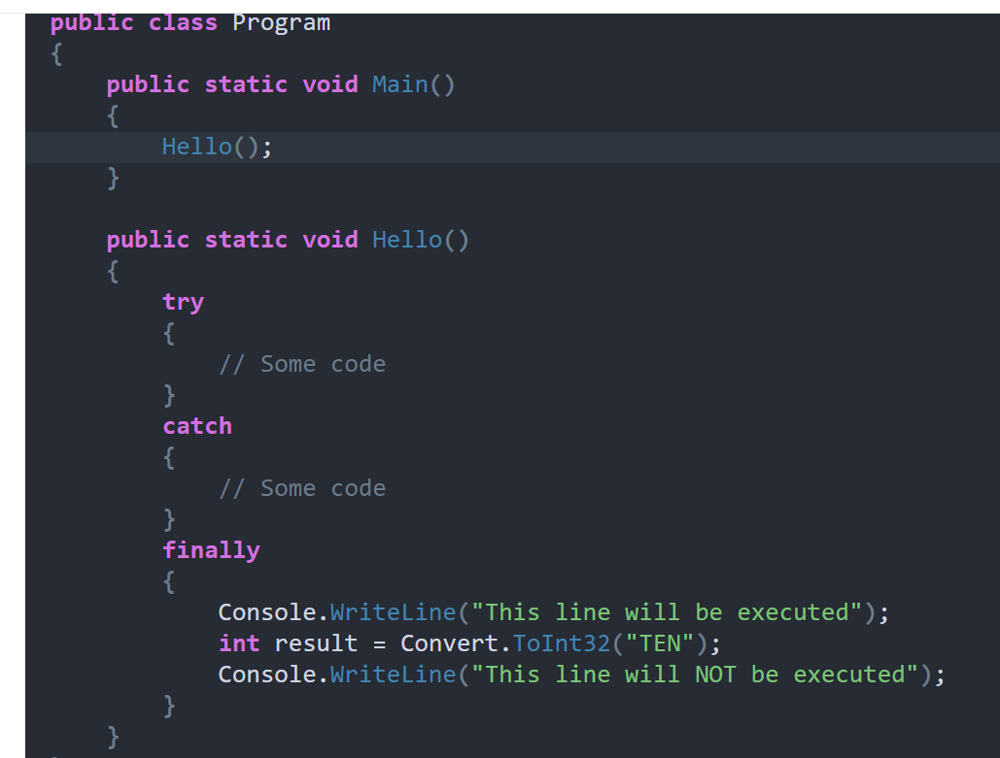 public class Program
{
    public static void Main()
    {
        Hello();
    }

    public static void Hello()
    {
        try
        {
            // Some code
        }
        catch
        {
            // Some code
        }
        finally
        {
            Console.WriteLine("This line will be executed");
            int result = Convert.ToInt32("TEN");
            Console.WriteLine("This line will NOT be executed");
        }
    }